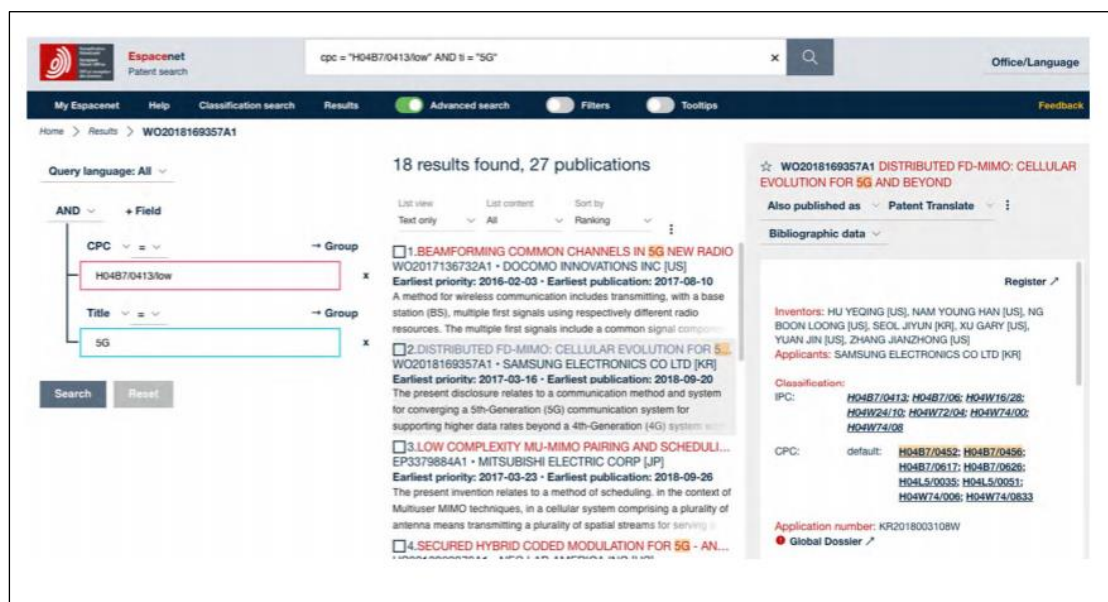 Espacenet
Patent search
cpc = "H04B7/0413/low" AND ti = "5G"
×
Office/Language
My Espacenet Help Classification search Results Advanced search Filters Tooltips Feedback
Home > Results > WO2018169357A1
Query language: All
AND + Field
CPC = → Group
H04B7/0413/low x
Title = → Group
5G x
Search Reset
18 results found, 27 publications
List view List content Sort by
Text only All Ranking
1.BEAMFORMING COMMON CHANNELS IN 5G NEW RADIO
WO2017136732A1 • DOCOMO INNOVATIONS INC [US]
Earliest priority: 2016-02-03 • Earliest publication: 2017-08-10
A method for wireless communication includes transmitting, with a base
station (BS), multiple first signals using respectively different radio
resources. The multiple first signals include a common signal
2.DISTRIBUTED FD-MIMO: CELLULAR EVOLUTION FOR 5...
WO2018169357A1 • SAMSUNG ELECTRONICS CO LTD [KR]
Earliest priority: 2017-03-16 • Earliest publication: 2018-09-20
The present disclosure relates to a communication method and system
for converging a 5th-Generation (5G) communication system for
supporting higher data rates beyond a 4th-Generation (4G) system
3.LOW COMPLEXITY MU-MIMO PAIRING AND SCHEDULI...
EP3379884A1 • MITSUBISHI ELECTRIC CORP [JP]
Earliest priority: 2017-03-23 • Earliest publication: 2018-09-26
The present invention relates to a method of scheduling, in the context of
Multiuser MIMO techniques, in a cellular system comprising a plurality of
antenna means transmitting a plurality of spatial streams for serving a
4.SECURED HYBRID CODED MODULATION FOR 5G - AN...
WO2018169357A1 DISTRIBUTED FD-MIMO: CELLULAR
EVOLUTION FOR 5G AND BEYOND
Also published as Patent Translate
Bibliographic data
Register
Inventors: HU YEQING [US], NAM YOUNG HAN [US], NG
BOON LOONG [US], SEOL JIYUN [KR], XU GARY [US],
YUAN JIN [US], ZHANG JIANZHONG [US]
Applicants: SAMSUNG ELECTRONICS CO LTD [KR]
Classification:
IPC: H04B7/0413; H04B7/06; H04W16/28;
H04W24/10; H04W72/04; H04W74/00;
H04W74/08
CPC: default: H04B7/0452; H04B7/0456;
H04B7/0617; H04B7/0626;
H04L5/0035; H04L5/0051;
H04W74/006; H04W74/0833
Application number: KR2018003108W
Global Dossier